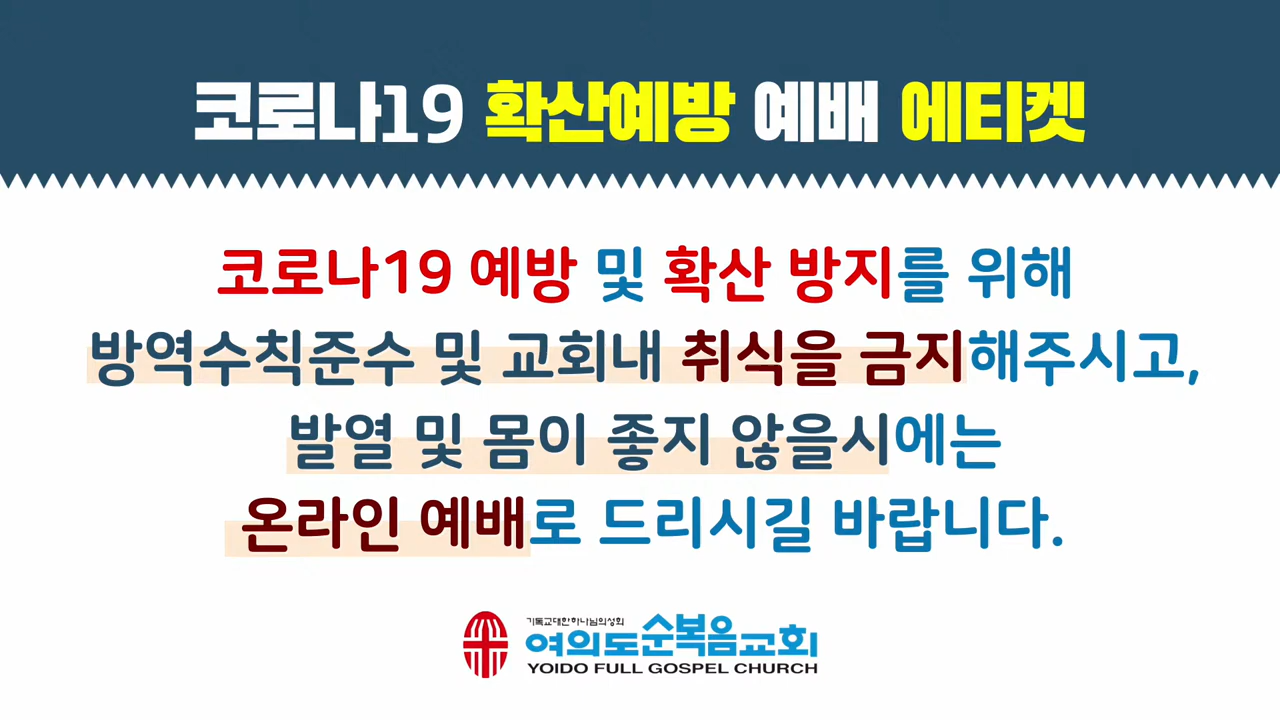 코로나19 확산예방 예배 에티켓
코로나19 예방 및 확산 방지를 위해
방역수칙준수 및 교회내 취식을 금지해주시고,
발열 및 몸이 좋지 않을시에는
온라인 예배로 드리시길 바랍니다.
기독교대한하나님의성회
여의도순복음교회
YOIDO FULL GOSPEL CHURCH